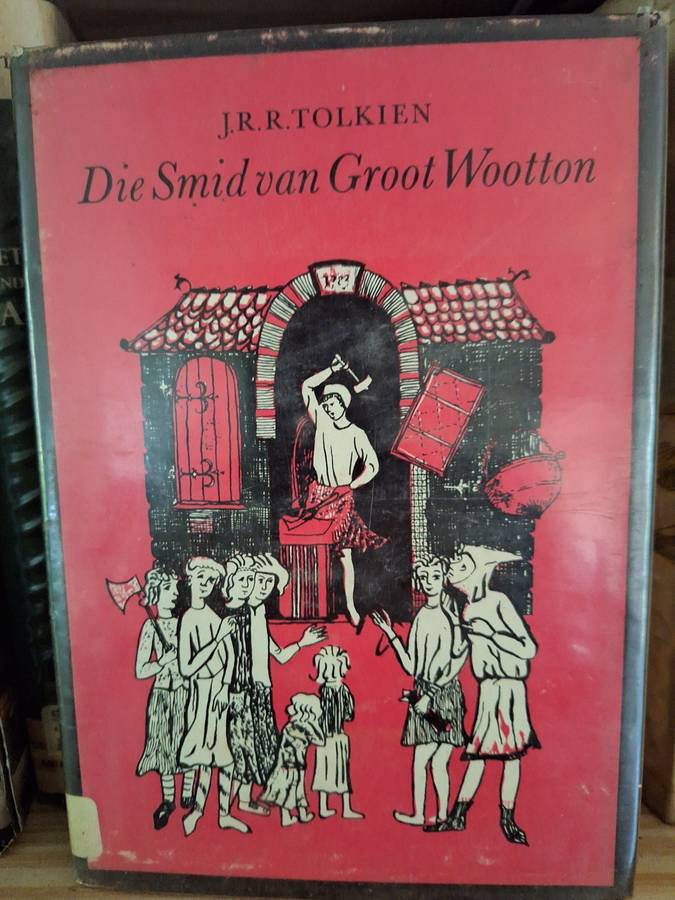 J.R.R.TOLKIEN
Die Smid van Groot Wootton